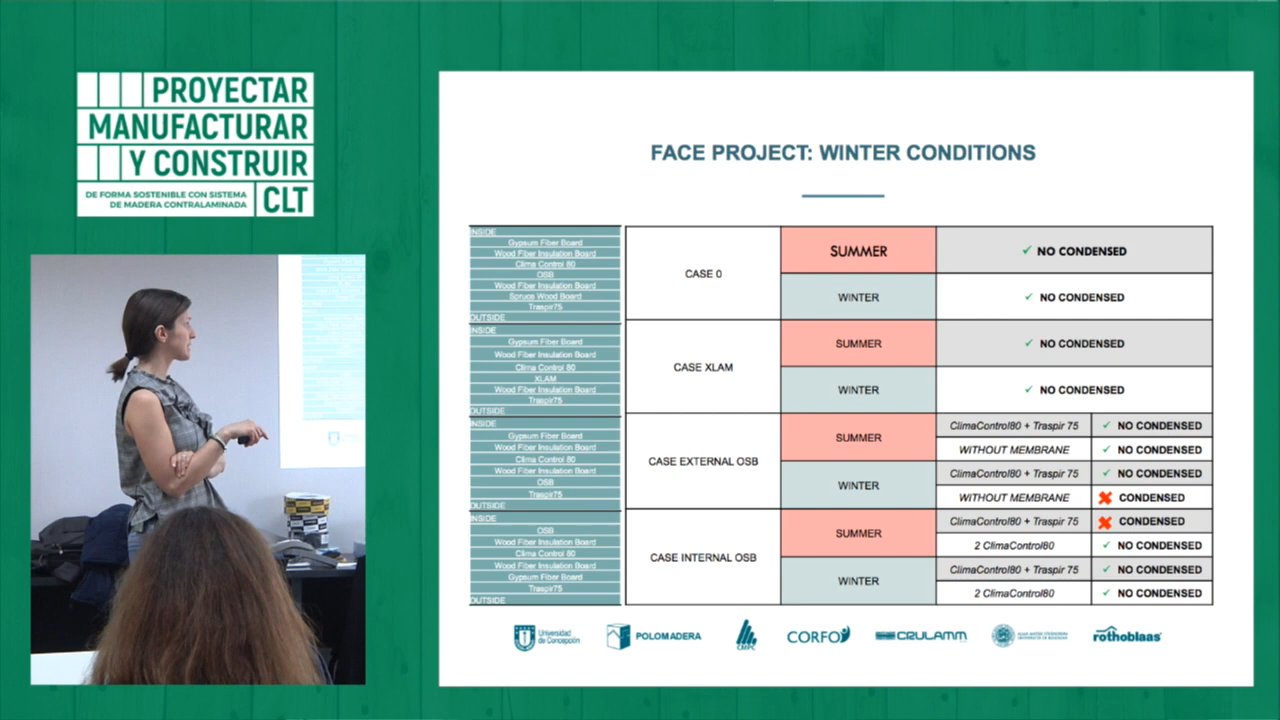 PROYECTAR
MANUFACTURAR
Y CONSTRUIR
DE FORMA SOSTENIBLE CON SISTEMA
DE MADERA CONTRALAMINADA
CLT
FACE PROJECT: WINTER CONDITIONS
INSIDE
Gypsum Fiber Board
Wood Fiber Insulation Board
Clima Control 80
OSB
Wood Fiber Insulation Board
Spruce Wood Board
Traspir75
OUTSIDE
CASE 0
SUMMER
✓ NO CONDENSED
WINTER
✓ NO CONDENSED
INSIDE
Gypsum Fiber Board
Wood Fiber Insulation Board
Clima Control 80
XLAM
Wood Fiber Insulation Board
Traspir75
OUTSIDE
CASE XLAM
SUMMER
✓ NO CONDENSED
WINTER
✓ NO CONDENSED
INSIDE
Gypsum Fiber Board
Wood Fiber Insulation Board
Clima Control 80
Wood Fiber Insulation Board
OSB
Traspir75
OUTSIDE
CASE EXTERNAL OSB
SUMMER
ClimaControl80 + Traspir 75 ✓ NO CONDENSED
WITHOUT MEMBRANE ✓ NO CONDENSED
WINTER
ClimaControl80 + Traspir 75 ✓ NO CONDENSED
WITHOUT MEMBRANE ✖ CONDENSED
INSIDE
OSB
Wood Fiber Insulation Board
Clima Control 80
Wood Fiber Insulation Board
Gypsum Fiber Board
Traspir75
OUTSIDE
CASE INTERNAL OSB
SUMMER
ClimaControl80 + Traspir 75 ✖ CONDENSED
2 ClimaControl80 ✓ NO CONDENSED
WINTER
ClimaControl80 + Traspir 75 ✓ NO CONDENSED
2 ClimaControl80 ✓ NO CONDENSED
Universidad
de Concepción
POLOMADERA
CMPC
CORFO
CRULAMM
rothoblaas